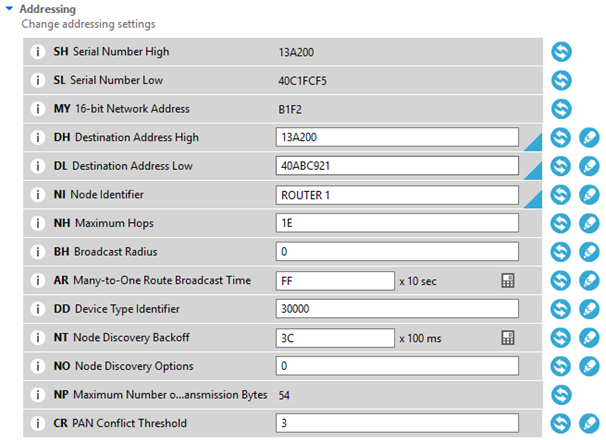 Addressing
Change addressing settings
i SH Serial Number High 13A200
i SL Serial Number Low 40C1FCF5
i MY 16-bit Network Address B1F2
i DH Destination Address High 13A200
i DL Destination Address Low 40ABC921
i NI Node Identifier ROUTER 1
i NH Maximum Hops 1E
i BH Broadcast Radius 0
i AR Many-to-One Route Broadcast Time FF x 10 sec
i DD Device Type Identifier 30000
i NT Node Discovery Backoff 3C x 100 ms
i NO Node Discovery Options 0
i NP Maximum Number o...ansmission Bytes 54
i CR PAN Conflict Threshold 3